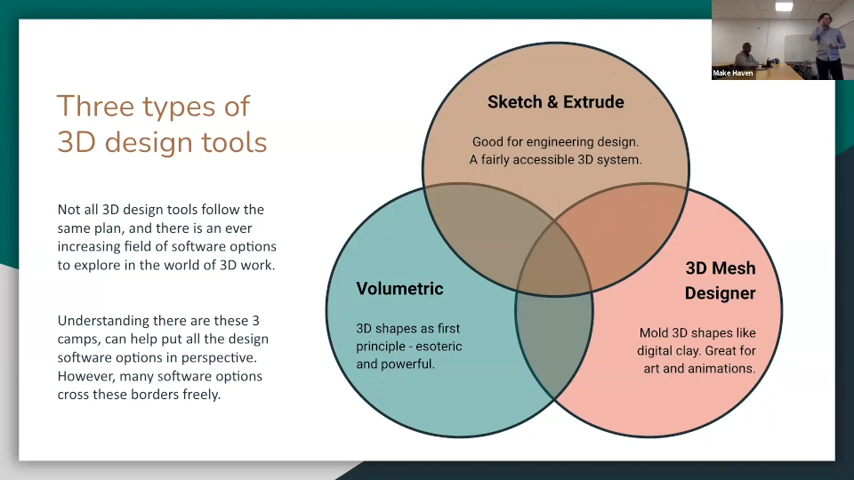 Three types of
3D design tools
Not all 3D design tools follow the
same plan, and there is an ever
increasing field of software options
to explore in the world of 3D work.
Understanding there are these 3
camps, can help put all the design
software options in perspective.
However, many software options
cross these borders freely.
Sketch & Extrude
Good for engineering design.
A fairly accessible 3D system.
Volumetric
3D shapes as first
principle - esoteric
and powerful.
3D Mesh
Designer
Mold 3D shapes like
digital clay. Great for
art and animations.
Make Haven